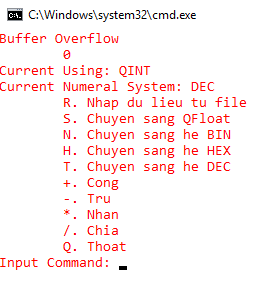 C:\Windows\system32\cmd.exe
Buffer Overflow
0
Current Using: QINT
Current Numeral System: DEC
R. Nhap du lieu tu file
S. Chuyen sang QFloat
N. Chuyen sang he BIN
H. Chuyen sang he HEX
T. Chuyen sang he DEC
+. Cong
-. Tru
*. Nhan
/. Chia
Q. Thoat
Input Command: